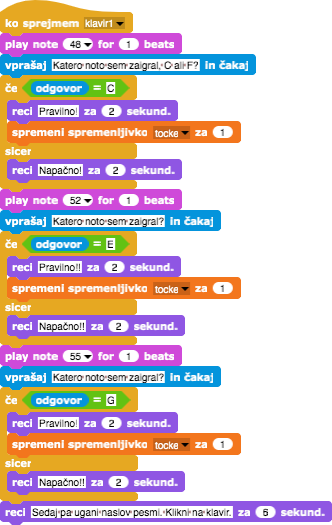 ko sprejmem klavir1
play note 48 for 1 beats
vprašaj Katero noto sem zaigral, C ali F? in čakaj
če odgovor = C
reci Pravilno! za 2 sekund.
spremeni spremenljivko tocke za 1
sicer
reci Napačno! za 2 sekund.
play note 52 for 1 beats
vprašaj Katero noto sem zaigral? in čakaj
če odgovor = E
reci Pravilno!! za 2 sekund.
spremeni spremenljivko tocke za 1
sicer
reci Napačno!! za 2 sekund.
play note 55 for 1 beats
vprašaj Katero noto sem zaigral? in čakaj
če odgovor = G
reci Pravilno! za 2 sekund.
spremeni spremenljivko tocke za 1
sicer
reci Napačno!! za 2 sekund.
reci Sedaj pa ugani naslov pesmi. Klikni na klavir. za 6 sekund.